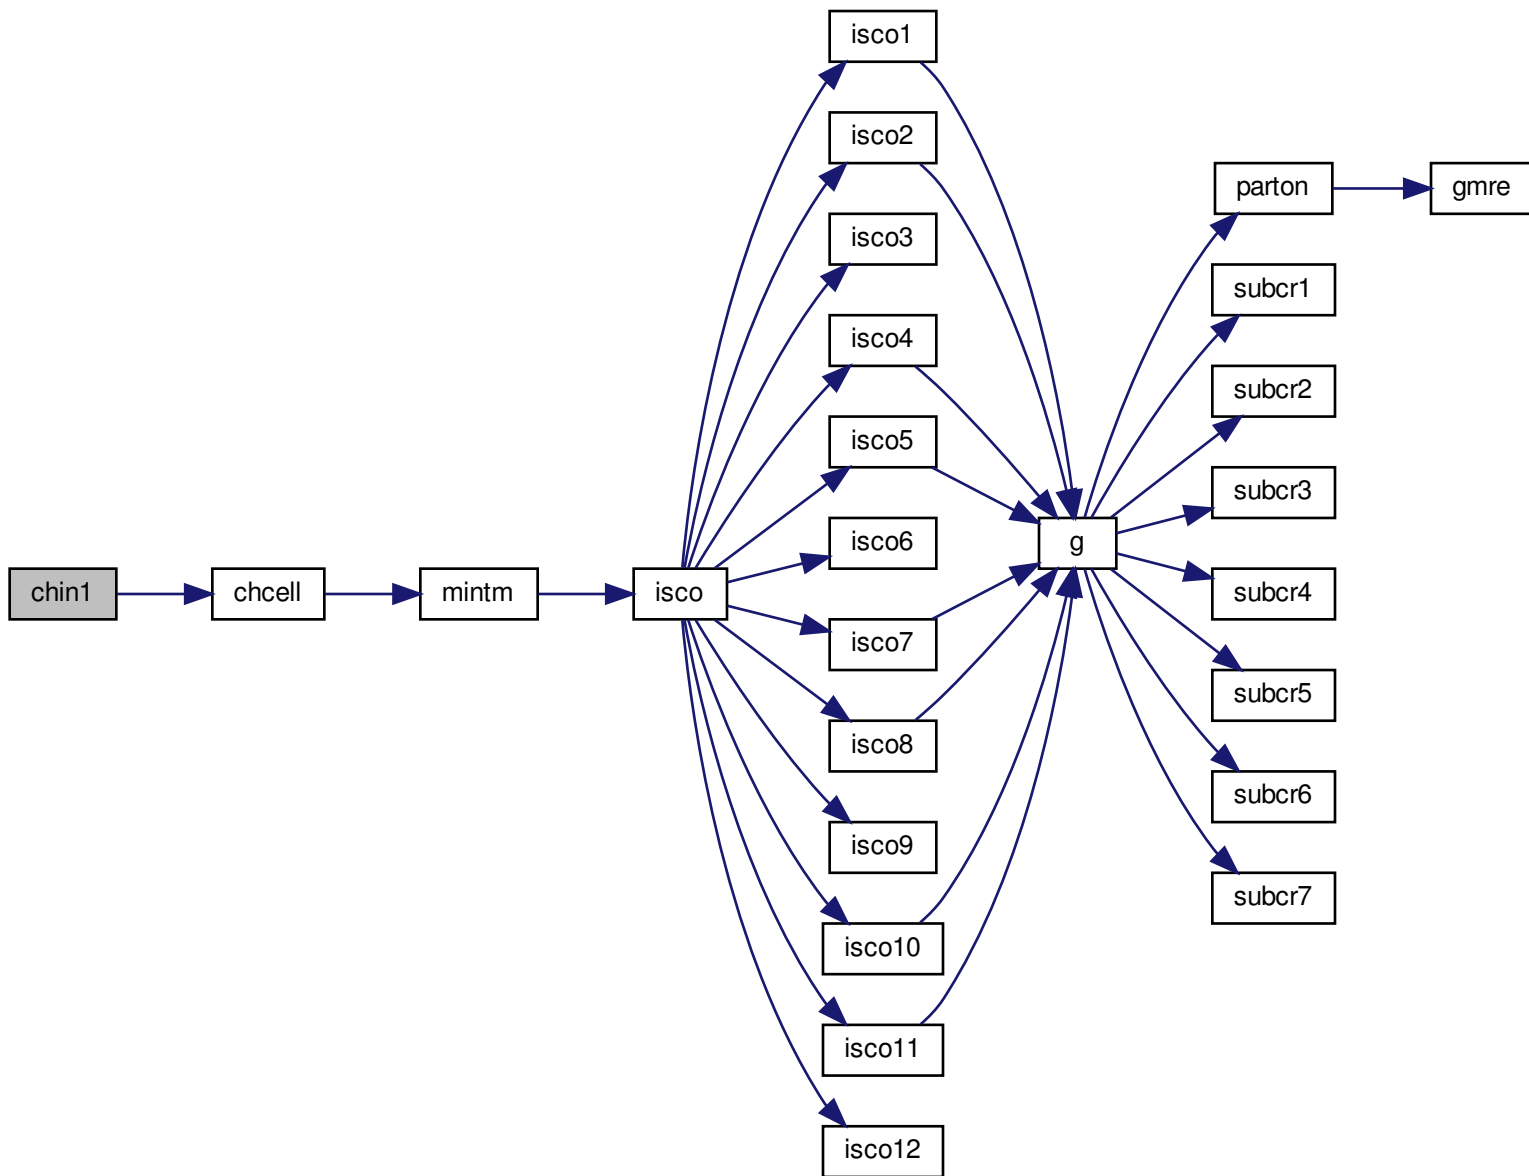 chin1
chcell
mintm
isco
isco1
isco2
isco3
isco4
isco5
isco6
isco7
isco8
isco9
isco10
isco11
isco12
g
parton
subcr1
subcr2
subcr3
subcr4
subcr5
subcr6
subcr7
gmre